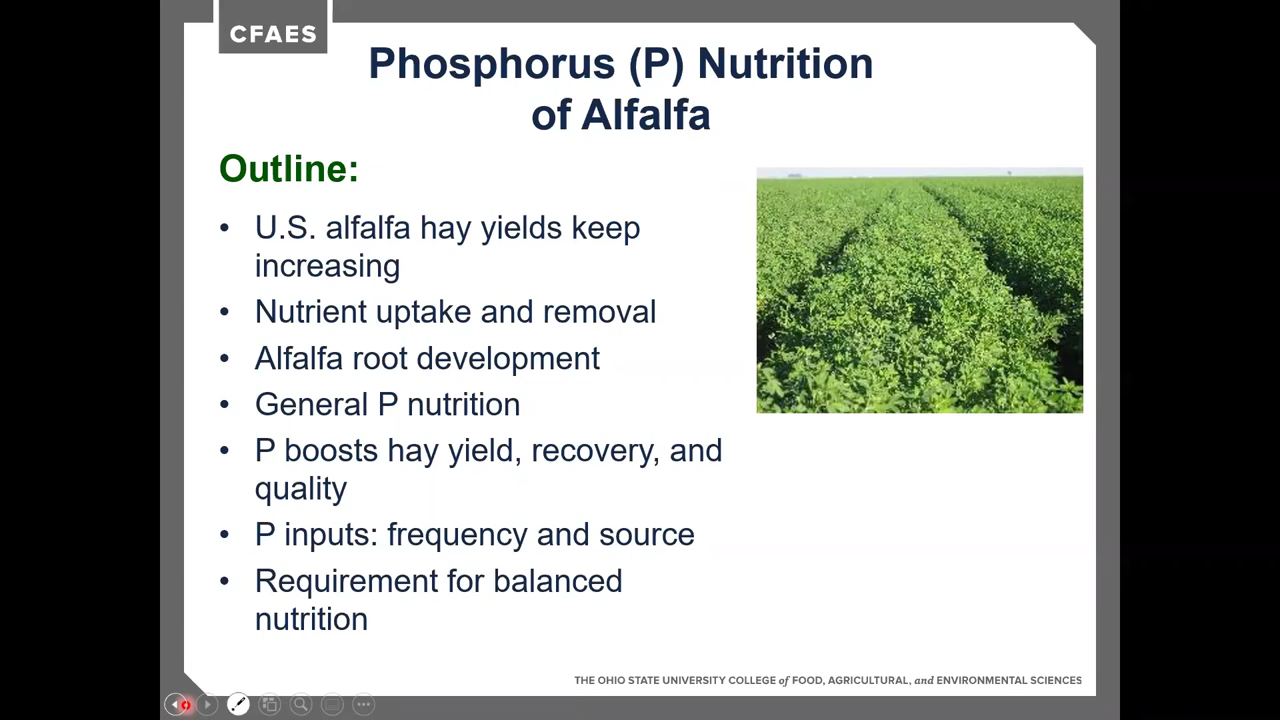 CFAES
Phosphorus (P) Nutrition
of Alfalfa
Outline:
• U.S. alfalfa hay yields keep
increasing
• Nutrient uptake and removal
• Alfalfa root development
• General P nutrition
• P boosts hay yield, recovery, and
quality
• P inputs: frequency and source
• Requirement for balanced
nutrition
THE OHIO STATE UNIVERSITY COLLEGE of FOOD, AGRICULTURAL, and ENVIRONMENTAL SCIENCES